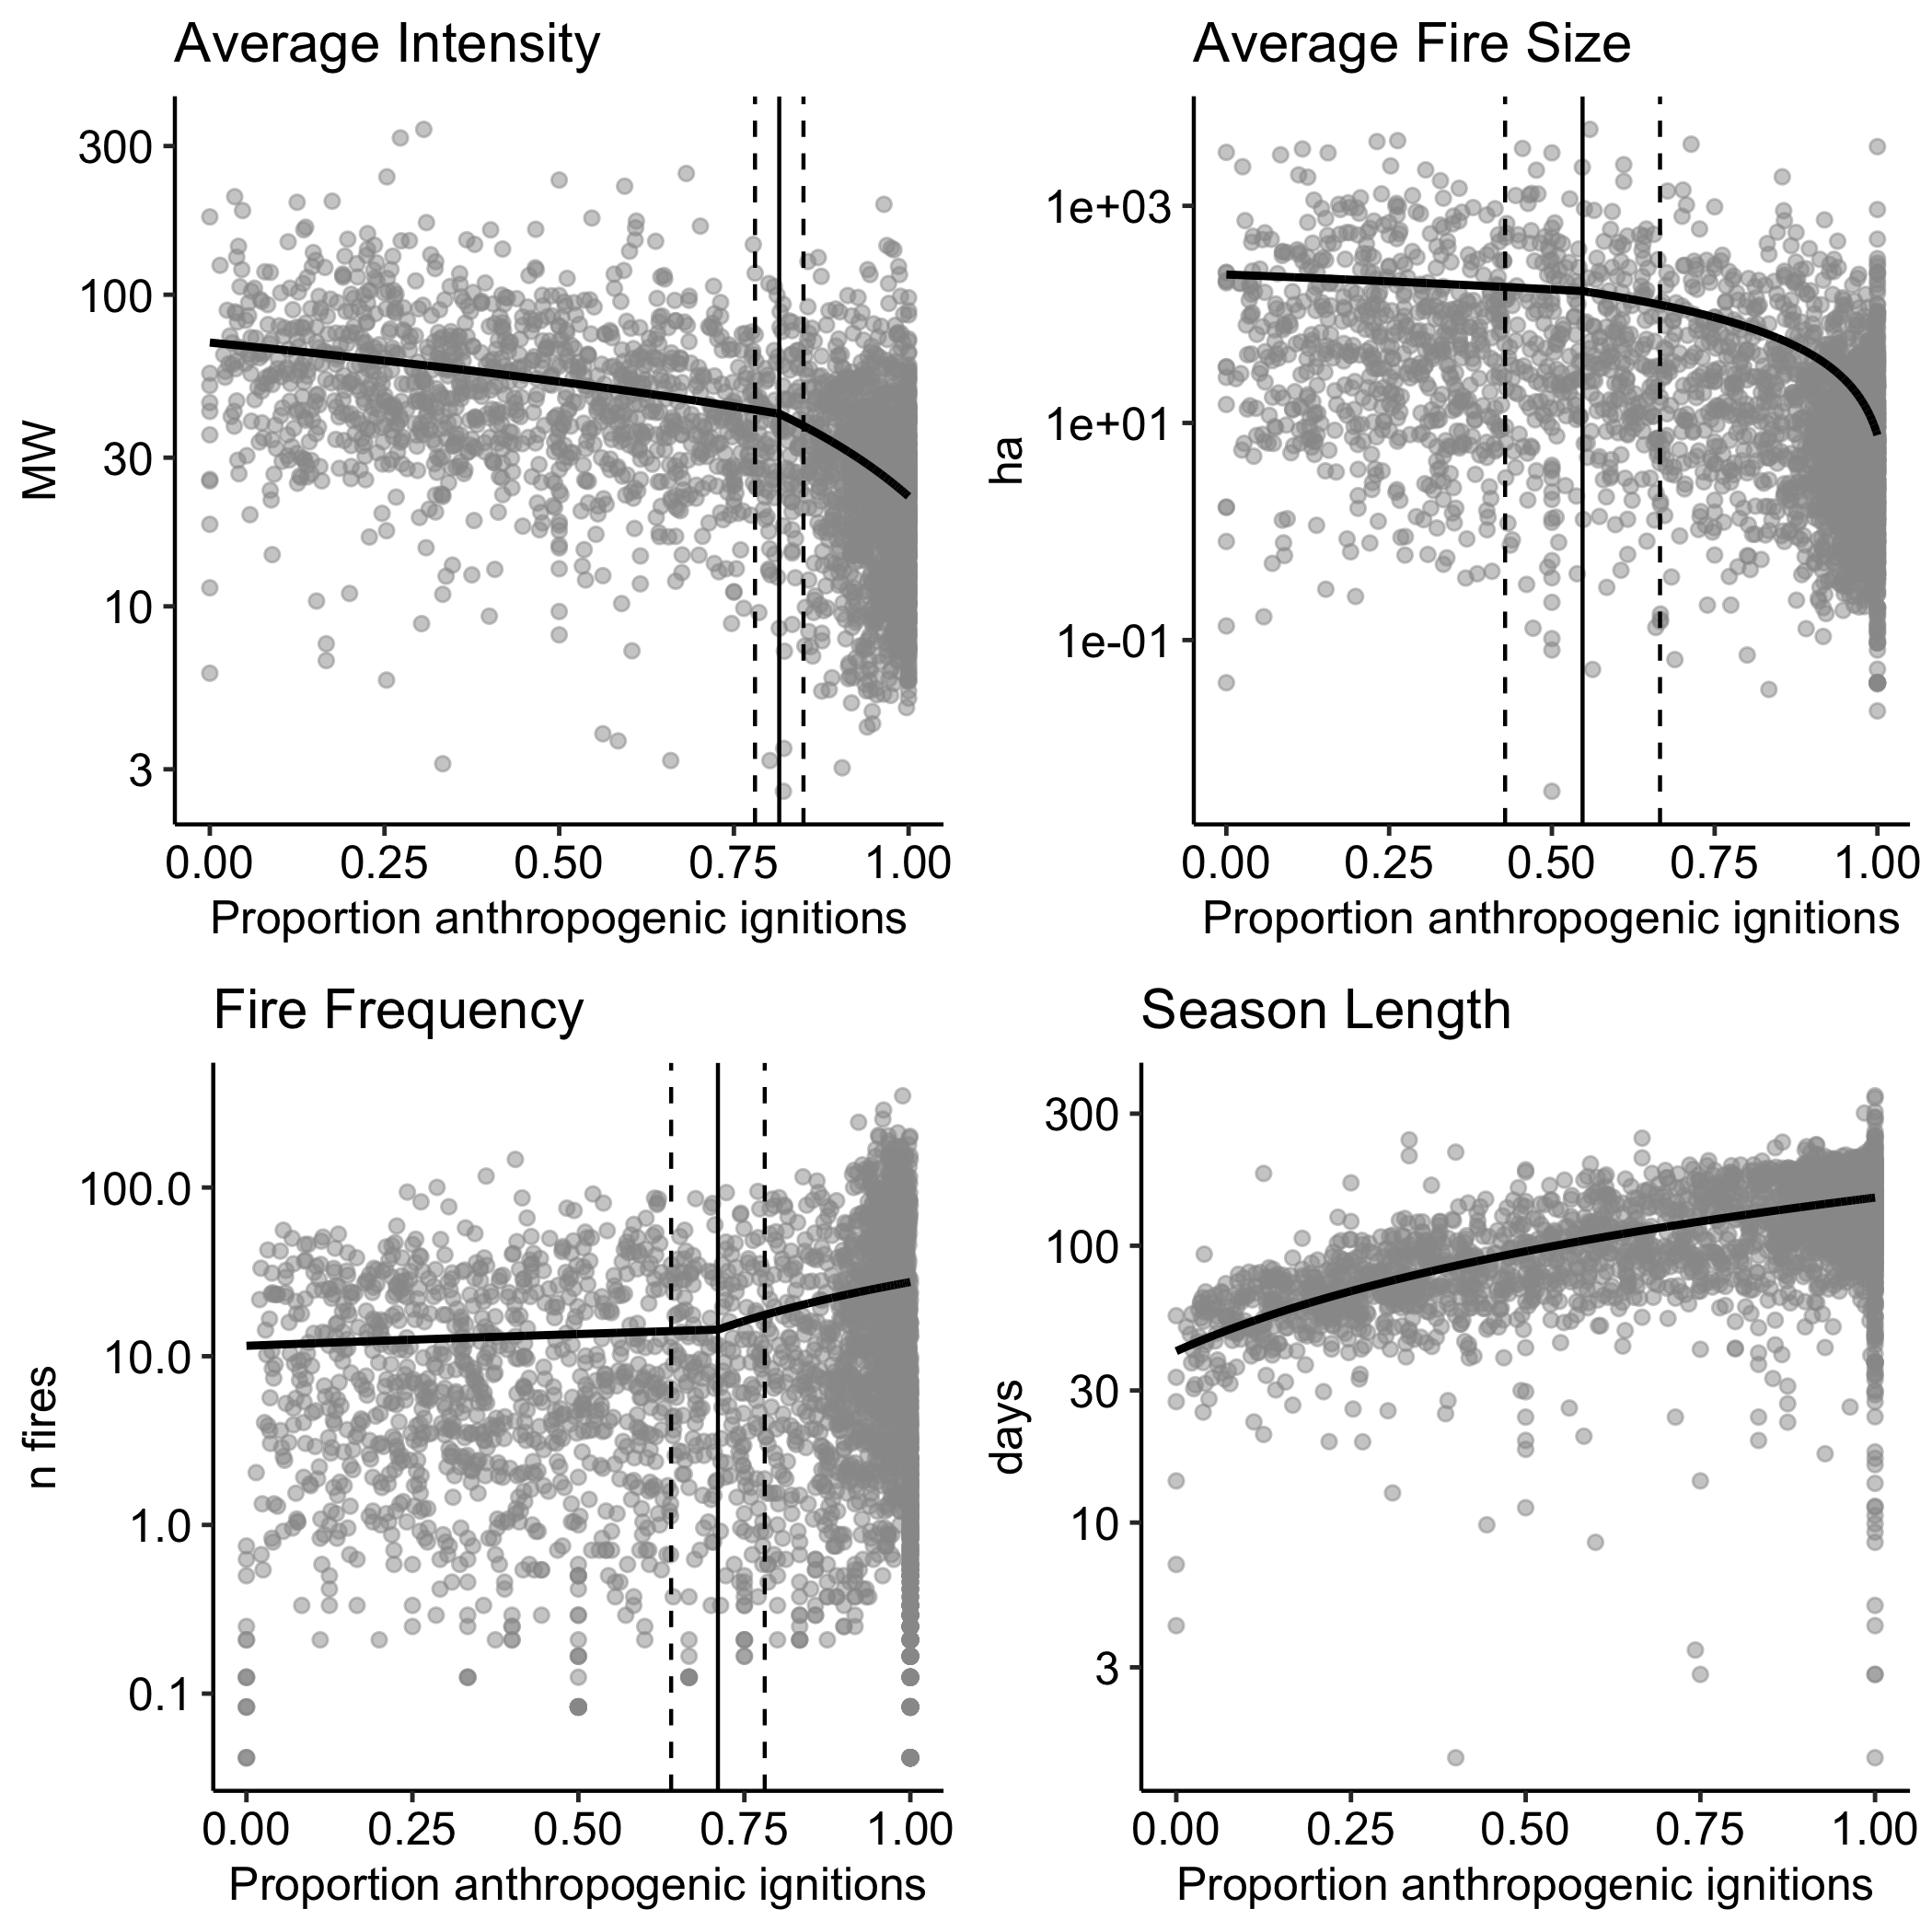 Average Intensity
MW
300
100
30
10
3
0.00 0.25 0.50 0.75 1.00
Proportion anthropogenic ignitions
Average Fire Size
ha
1e+03
1e+01
1e-01
0.00 0.25 0.50 0.75 1.00
Proportion anthropogenic ignitions
Fire Frequency
n fires
100.0
10.0
1.0
0.1
0.00 0.25 0.50 0.75 1.00
Proportion anthropogenic ignitions
Season Length
days
300
100
30
10
3
0.00 0.25 0.50 0.75 1.00
Proportion anthropogenic ignitions